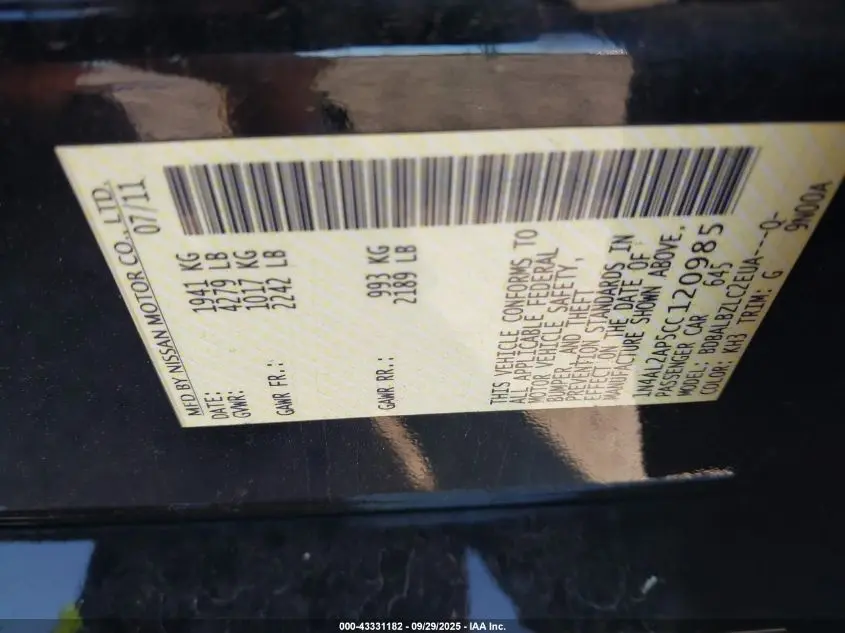 MFD BY NISSAN MOTOR CO., LTD.
DATE: 07/11
GVWR: 1941 KG
4279 LB
GAWR FR.: 1017 KG
2242 LB
GAWR RR.: 993 KG
2189 LB
THIS VEHICLE CONFORMS TO
ALL APPLICABLE FEDERAL
MOTOR VEHICLE SAFETY,
BUMPER, AND THEFT
PREVENTION STANDARDS IN
EFFECT ON THE DATE OF
MANUFACTURE SHOWN ABOVE.
1N4AL2AP5CC120985
PASSENGER CAR 645
MODEL: BDBALBZLC2EUA---Q-
COLOR: KH3 TRIM: G 9N00A
000-43331182 - 09/29/2025 - IAA Inc.